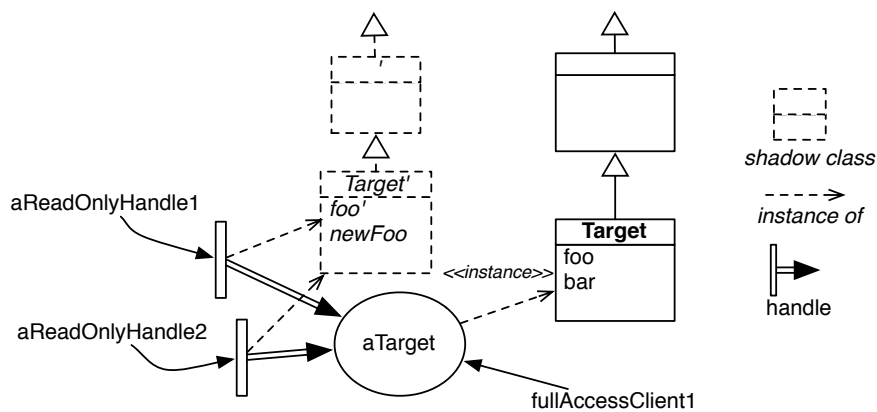 '
shadow class
Target'
foo'
newFoo
aReadOnlyHandle1
instance of
Target
foo
bar
<<instance>>
handle
aReadOnlyHandle2
aTarget
fullAccessClient1